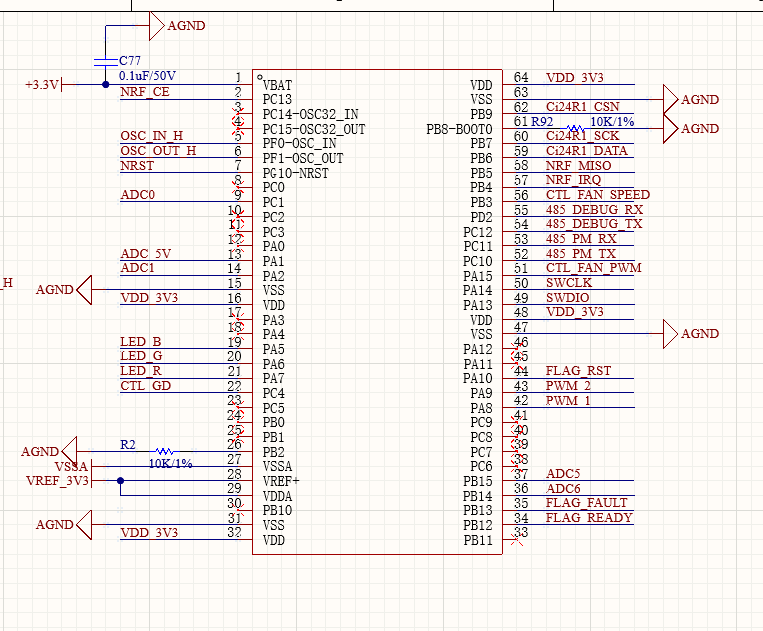 AGND
C77
0.1uF/50V
+3.3V
1 VBAT VDD 64 VDD_3V3
NRF_CE 2 PC13 VSS 63 AGND
3 PC14-OSC32_IN PB9 62 Ci24R1_CSN
4 PC15-OSC32_OUT PB8-BOOT0 61 R92 10K/1% AGND
OSC_IN_H 5 PF0-OSC_IN PB7 60 Ci24R1_SCK
OSC_OUT_H 6 PF1-OSC_OUT PB6 59 Ci24R1_DATA
NRST 7 PG10-NRST PB5 58 NRF_MISO
8 PC0 PB4 57 NRF_IRQ
ADC0 9 PC1 PB3 56 CTL_FAN_SPEED
10 PC2 PD2 55 485_DEBUG_RX
11 PC3 PC12 54 485_DEBUG_TX
12 PA0 PC11 53 485_PM_RX
ADC_5V 13 PA1 PC10 52 485_PM_TX
ADC1 14 PA2 PA15 51 CTL_FAN_PWM
_H
AGND 15 VSS PA14 50 SWCLK
VDD_3V3 16 VDD PA13 49 SWDIO
17 PA3 VDD 48 VDD_3V3
18 PA4 VSS 47 AGND
LED_B 19 PA5 PA12 46
LED_G 20 PA6 PA11 45
LED_R 21 PA7 PA10 44 FLAG_RST
CTL_GD 22 PC4 PA9 43 PWM_2
23 PC5 PA8 42 PWM_1
24 PB0 PC9 41
25 PB1 PC8 40
AGND R2 10K/1% 26 PB2 PC7 39
VSSA 27 VSSA PC6 38
VREF_3V3 28 VREF+ PB15 37 ADC5
29 VDDA PB14 36 ADC6
30 PB10 PB13 35 FLAG_FAULT
AGND 31 VSS PB12 34 FLAG_READY
VDD_3V3 32 VDD PB11 33